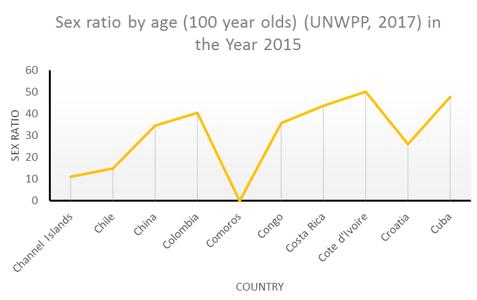 Sex ratio by age (100 year olds) (UNWPP, 2017) in
the Year 2015
60
50
40
30
20
10
0
SEX RATIO
Channel Islands
Chile
China
Colombia
Comoros
Congo
Costa Rica
Cote d'Ivoire
Croatia
Cuba
COUNTRY